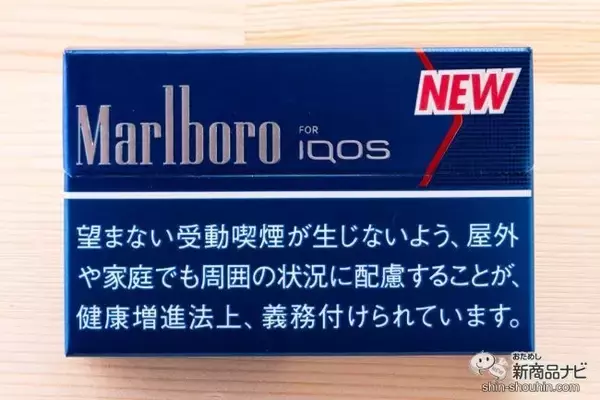 NEW
Marlboro FOR IQOS
望まない受動喫煙が生じないよう、屋外
や家庭でも周囲の状況に配慮することが、
健康増進法上、義務付けられています。
おためし
新商品ナビ
shin-shouhin.com